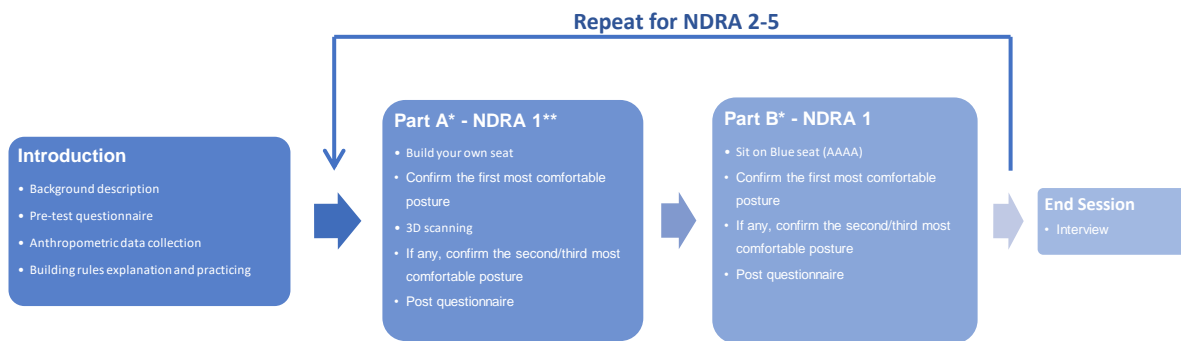 Repeat for NDRA 2-5
Introduction
• Background description
• Pre-test questionnaire
• Anthropometric data collection
• Building rules explanation and practicing
Part A* - NDRA 1**
• Build your own seat
• Confirm the first most comfortable
posture
• 3D scanning
• If any, confirm the second/third most
comfortable posture
• Post questionnaire
Part B* - NDRA 1
• Sit on Blue seat (AAAA)
• Confirm the first most comfortable
posture
• If any, confirm the second/third most
comfortable posture
• Post questionnaire
End Session
• Interview